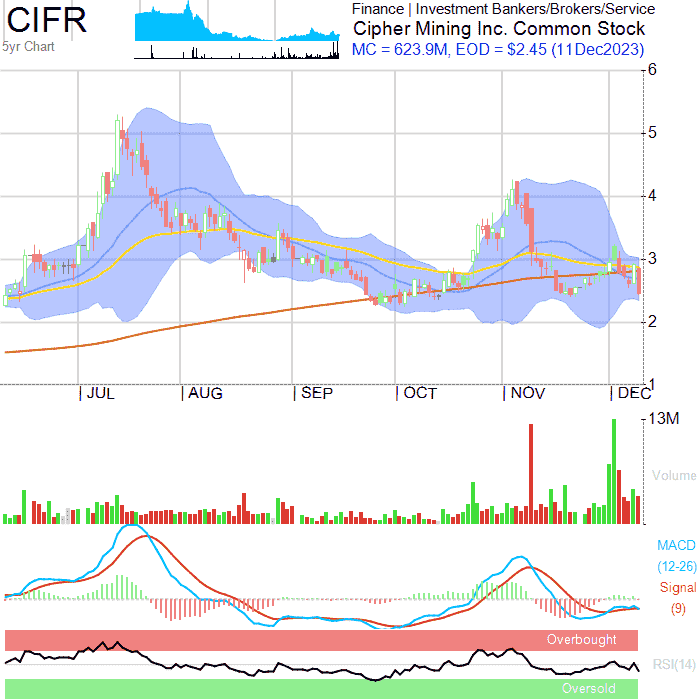 CIFR
5yr Chart
Finance | Investment Bankers/Brokers/Service
Cipher Mining Inc. Common Stock
MC = 623.9M, EOD = $2.45 (11Dec2023)
6
5
4
3
2
1
| JUL | AUG | SEP | OCT | NOV | DEC
13M
Volume
MACD
(12-26)
Signal
(9)
Overbought
RSI(14)
Oversold